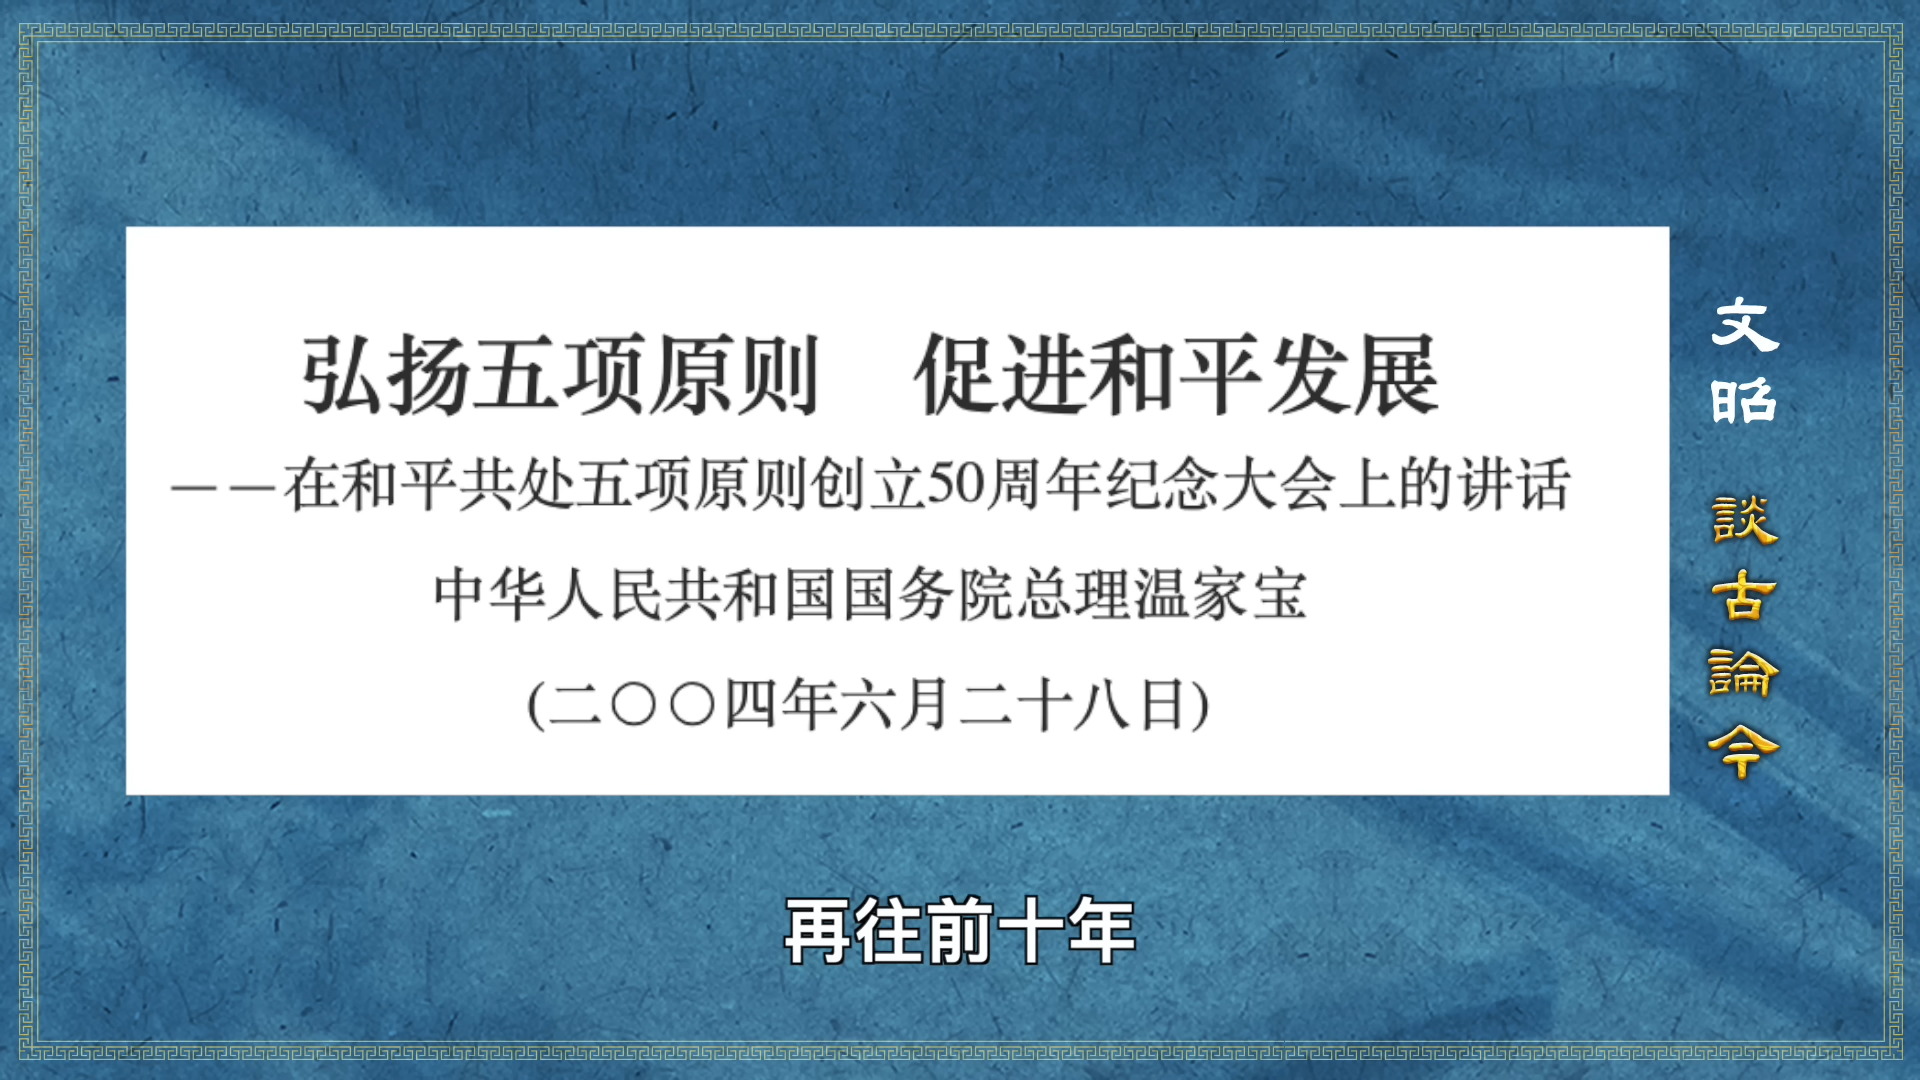 弘扬五项原则　促进和平发展
——在和平共处五项原则创立50周年纪念大会上的讲话
中华人民共和国国务院总理温家宝
(二〇〇四年六月二十八日)
文昭
談古論今
再往前十年